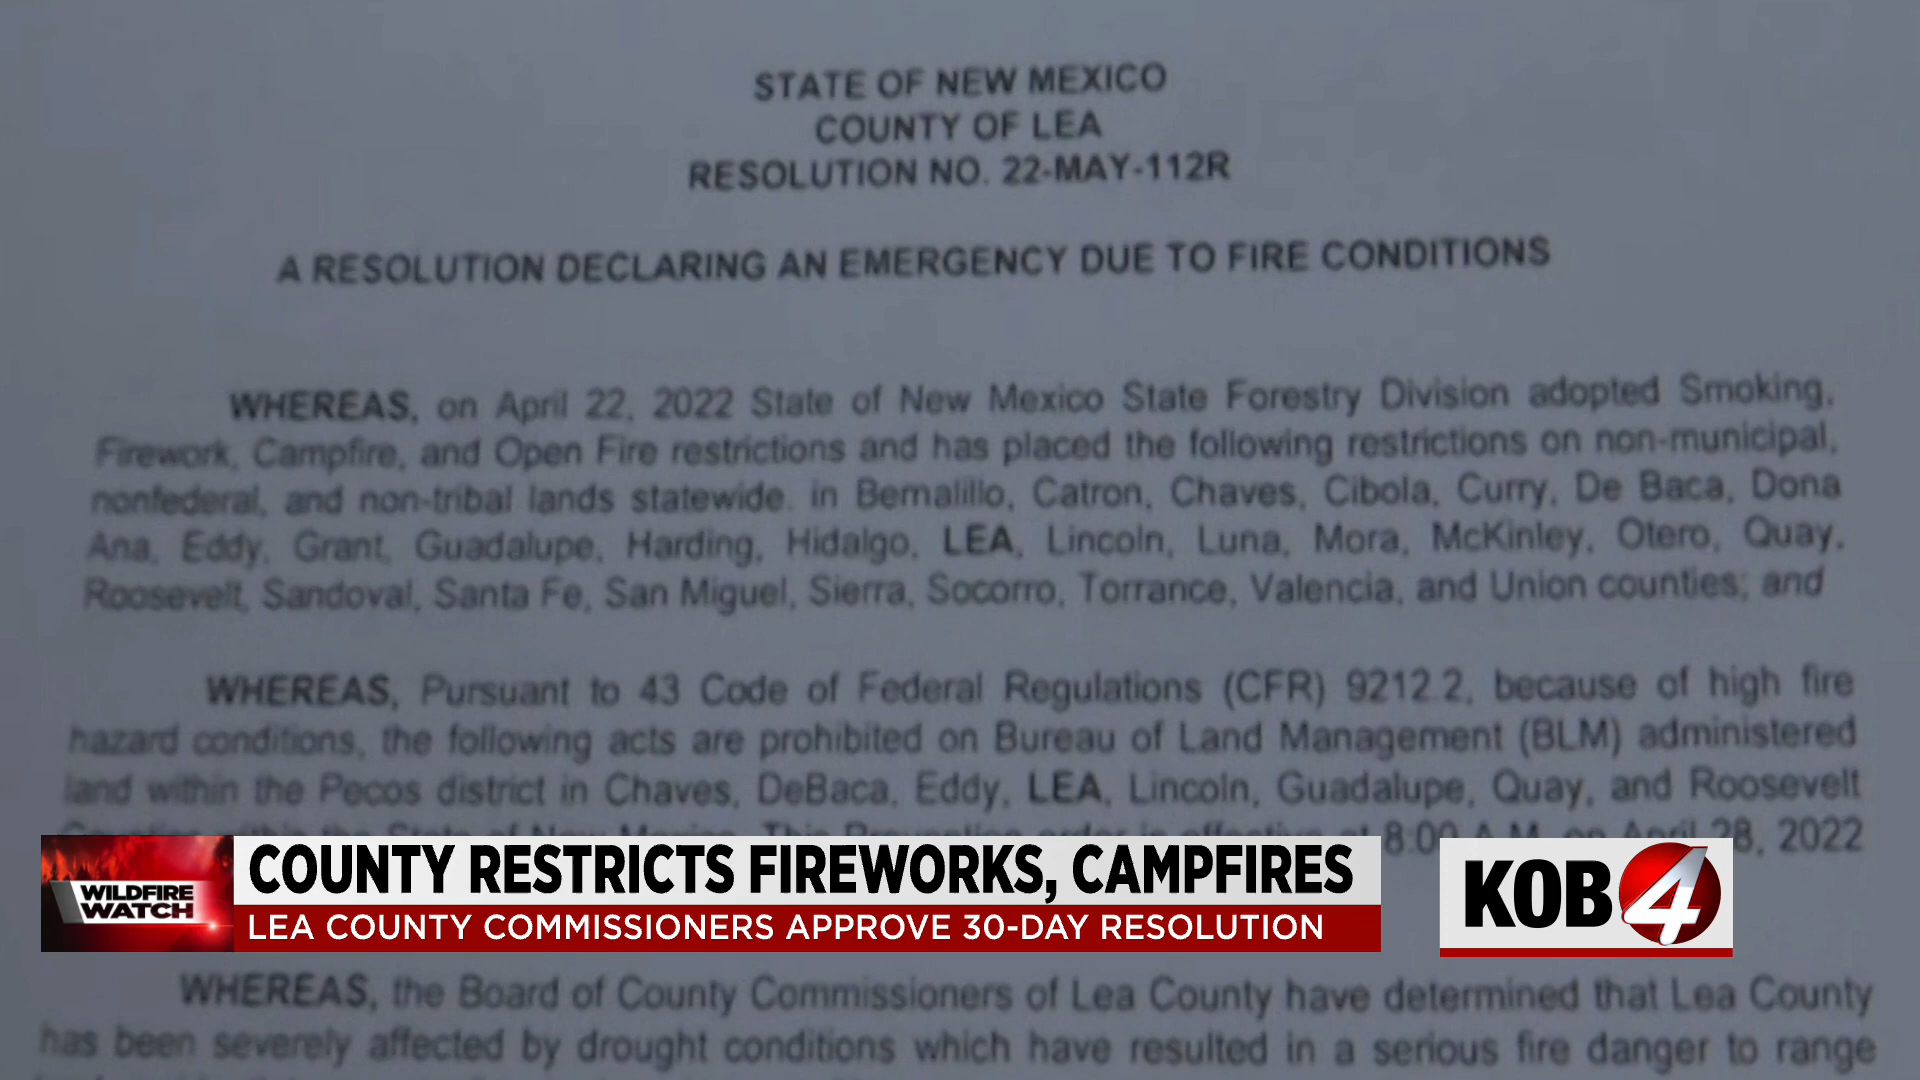 STATE OF NEW MEXICO
COUNTY OF LEA
RESOLUTION NO. 22-MAY-112R
A RESOLUTION DECLARING AN EMERGENCY DUE TO FIRE CONDITIONS
WHEREAS, on April 22, 2022 State of New Mexico State Forestry Division adopted Smoking,
Firework, Campfire, and Open Fire restrictions and has placed the following restrictions on non-municipal,
nonfederal, and non-tribal lands statewide. in Bernalillo, Catron, Chaves, Cibola, Curry, De Baca, Dona
Ana, Eddy, Grant, Guadalupe, Harding, Hidalgo, LEA, Lincoln, Luna, Mora, McKinley, Otero, Quay,
Roosevelt, Sandoval, Santa Fe, San Miguel, Sierra, Socorro, Torrance, Valencia, and Union counties; and
WHEREAS, Pursuant to 43 Code of Federal Regulations (CFR) 9212.2, because of high fire
hazard conditions, the following acts are prohibited on Bureau of Land Management (BLM) administered
land within the Pecos district in Chaves, DeBaca, Eddy, LEA, Lincoln, Guadalupe, Quay, and Roosevelt
8:00 A.M. on April 28, 2022
WILDFIRE
WATCH
COUNTY RESTRICTS FIREWORKS, CAMPFIRES
LEA COUNTY COMMISSIONERS APPROVE 30-DAY RESOLUTION
KOB 4
WHEREAS, the Board of County Commissioners of Lea County have determined that Lea County
has been severely affected by drought conditions which have resulted in a serious fire danger to range